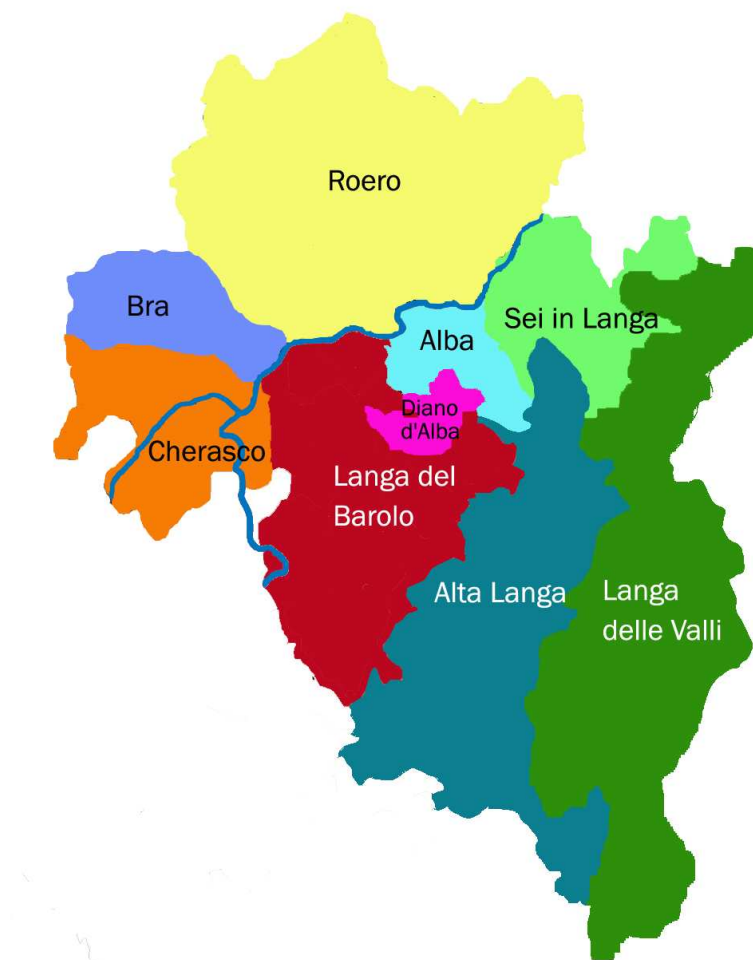 Roero
Bra
Sei in Langa
Alba
Diano
d'Alba
Cherasco
Langa del
Barolo
Alta Langa
Langa
delle Valli